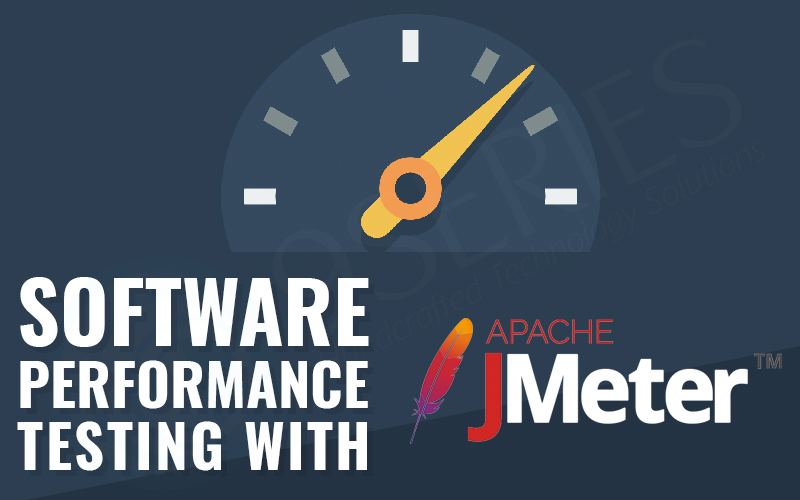 SOFTWARE
PERFORMANCE
TESTING WITH
APACHE
JMeter™